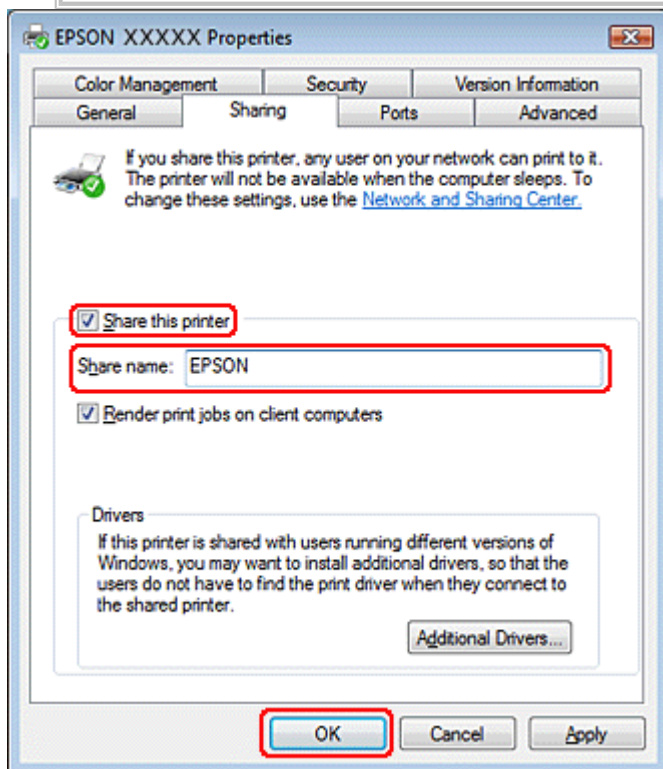 EPSON XXXXX Properties
Color Management Security Version Information
General Sharing Ports Advanced
If you share this printer, any user on your network can print to it.
The printer will not be available when the computer sleeps. To
change these settings, use the Network and Sharing Center.
Share this printer
Share name: EPSON
Render print jobs on client computers
Drivers
If this printer is shared with users running different versions of
Windows, you may want to install additional drivers, so that the
users do not have to find the print driver when they connect to
the shared printer.
Additional Drivers...
OK Cancel Apply